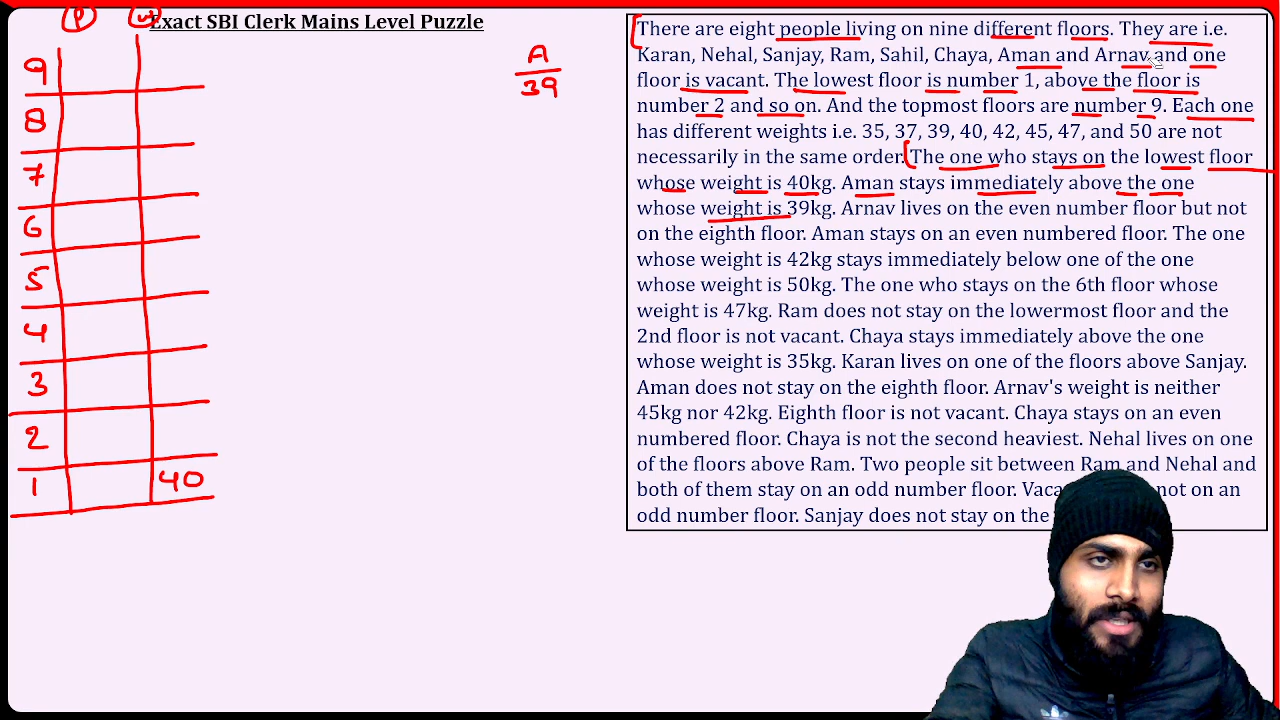 Exact SBI Clerk Mains Level Puzzle
P
A
39
9
8
7
6
5
4
3
2
1 40
There are eight people living on nine different floors. They are i.e.
Karan, Nehal, Sanjay, Ram, Sahil, Chaya, Aman and Arnav and one
floor is vacant. The lowest floor is number 1, above the floor is
number 2 and so on. And the topmost floors are number 9. Each one
has different weights i.e. 35, 37, 39, 40, 42, 45, 47, and 50 are not
necessarily in the same order. The one who stays on the lowest floor
whose weight is 40kg. Aman stays immediately above the one
whose weight is 39kg. Arnav lives on the even number floor but not
on the eighth floor. Aman stays on an even numbered floor. The one
whose weight is 42kg stays immediately below one of the one
whose weight is 50kg. The one who stays on the 6th floor whose
weight is 47kg. Ram does not stay on the lowermost floor and the
2nd floor is not vacant. Chaya stays immediately above the one
whose weight is 35kg. Karan lives on one of the floors above Sanjay.
Aman does not stay on the eighth floor. Arnav's weight is neither
45kg nor 42kg. Eighth floor is not vacant. Chaya stays on an even
numbered floor. Chaya is not the second heaviest. Nehal lives on one
of the floors above Ram. Two people sit between Ram and Nehal and
both of them stay on an odd number floor. not on an
odd number floor. Sanjay does not stay on the